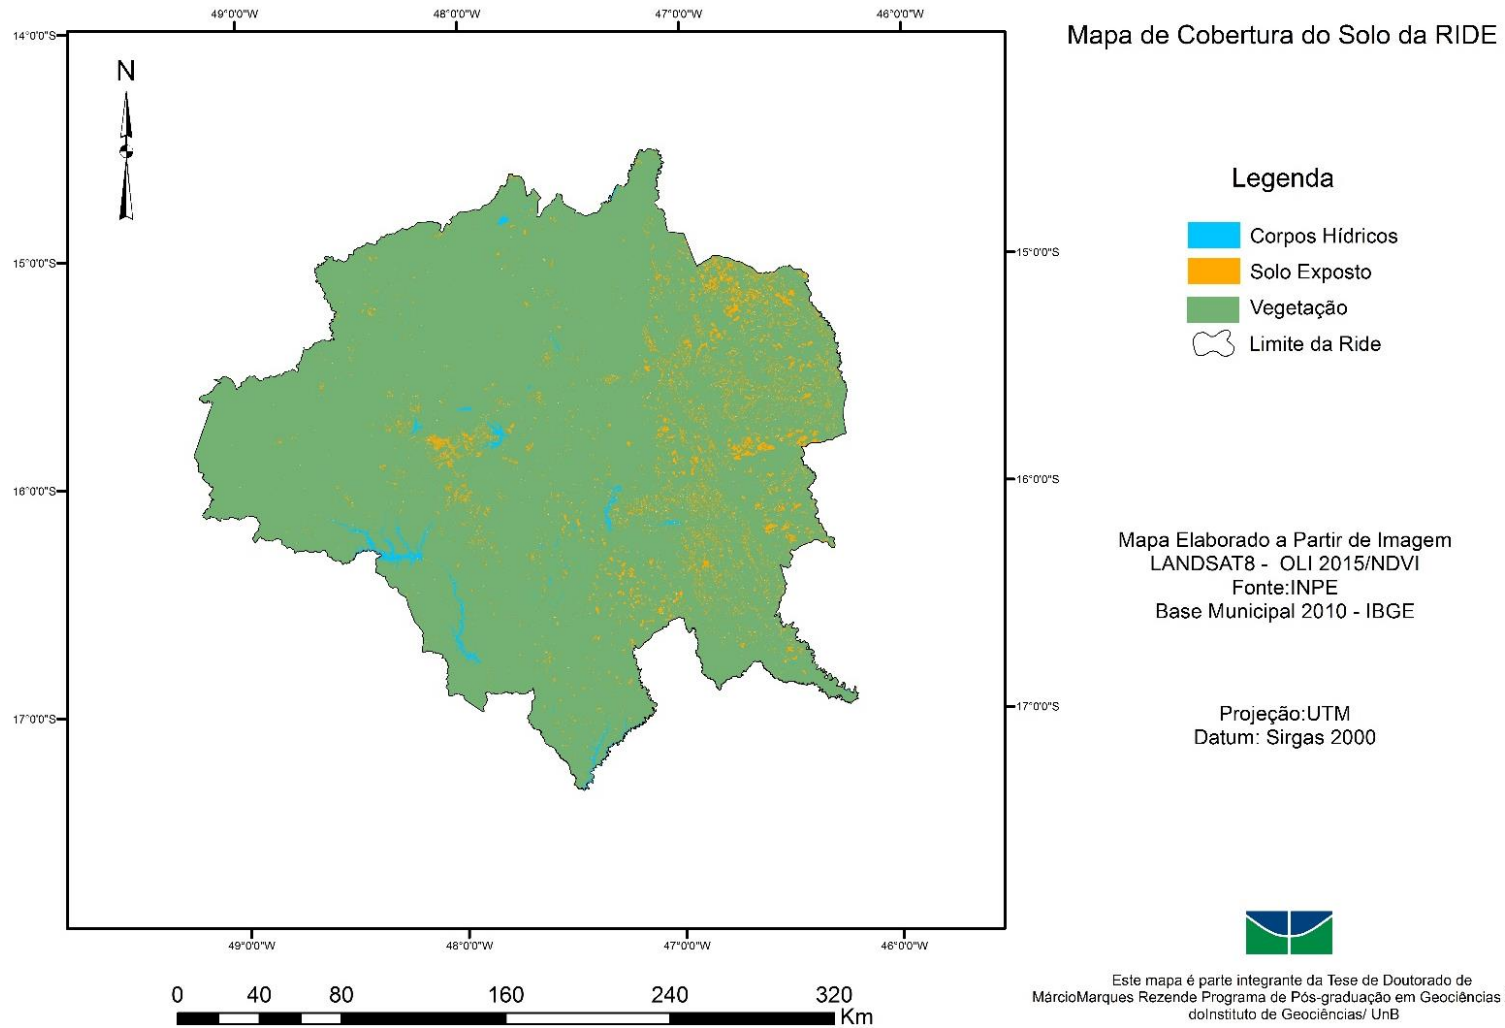 49°0'0"W 48°0'0"W 47°0'0"W 46°0'0"W
14°0'0"S
Mapa de Cobertura do Solo da RIDE
N
Legenda
Corpos Hídricos
15°0'0"S
15°0'0"S
Solo Exposto
Vegetação
Limite da Ride
16°0'0"S
16°0'0"S
Mapa Elaborado a Partir de Imagem
LANDSAT8 - OLI 2015/NDVI
Fonte:INPE
Base Municipal 2010 - IBGE
17°0'0"S
17°0'0"S
Projeção:UTM
Datum: Sirgas 2000
49°0'0"W 48°0'0"W 47°0'0"W 46°0'0"W
0 40 80 160 240 320
Km
Este mapa é parte integrante da Tese de Doutorado de
MárcioMarques Rezende Programa de Pós-graduação em Geociências
doInstituto de Geociências/ UnB